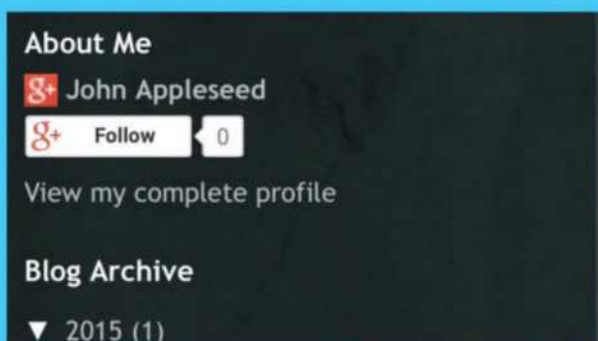 About Me
g+ John Appleseed
g+ Follow 0
View my complete profile
Blog Archive
▼ 2015 (1)